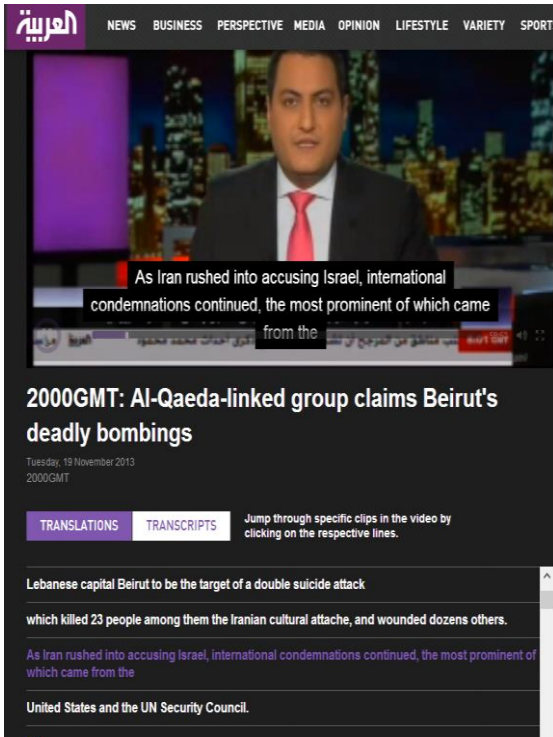 العربية
NEWS BUSINESS PERSPECTIVE MEDIA OPINION LIFESTYLE VARIETY SPORT
As Iran rushed into accusing Israel, international
condemnations continued, the most prominent of which came
from the
2000GMT: Al-Qaeda-linked group claims Beirut's
deadly bombings
Tuesday, 19 November 2013
2000GMT
TRANSLATIONS TRANSCRIPTS Jump through specific clips in the video by
clicking on the respective lines.
Lebanese capital Beirut to be the target of a double suicide attack
which killed 23 people among them the Iranian cultural attache, and wounded dozens others.
As Iran rushed into accusing Israel, international condemnations continued, the most prominent of
which came from the
United States and the UN Security Council.